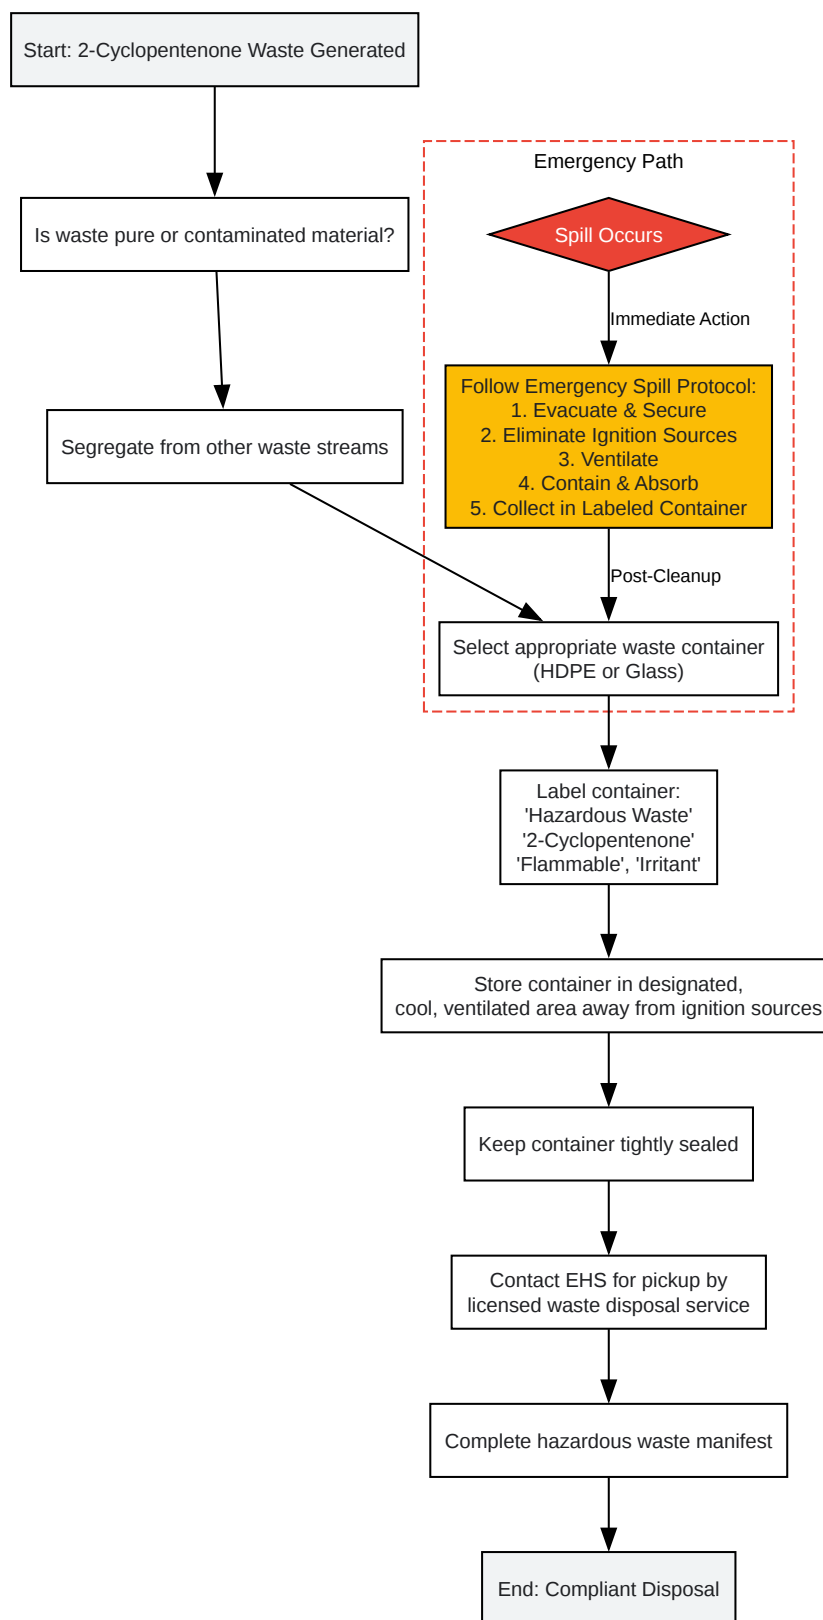 Start: 2-Cyclopentenone Waste Generated
Is waste pure or contaminated material?
Segregate from other waste streams
Emergency Path
Spill Occurs
Immediate Action
Follow Emergency Spill Protocol:
1. Evacuate & Secure
2. Eliminate Ignition Sources
3. Ventilate
4. Contain & Absorb
5. Collect in Labeled Container
Post-Cleanup
Select appropriate waste container
(HDPE or Glass)
Label container:
'Hazardous Waste'
'2-Cyclopentenone'
'Flammable', 'Irritant'
Store container in designated,
cool, ventilated area away from ignition sources
Keep container tightly sealed
Contact EHS for pickup by
licensed waste disposal service
Complete hazardous waste manifest
End: Compliant Disposal